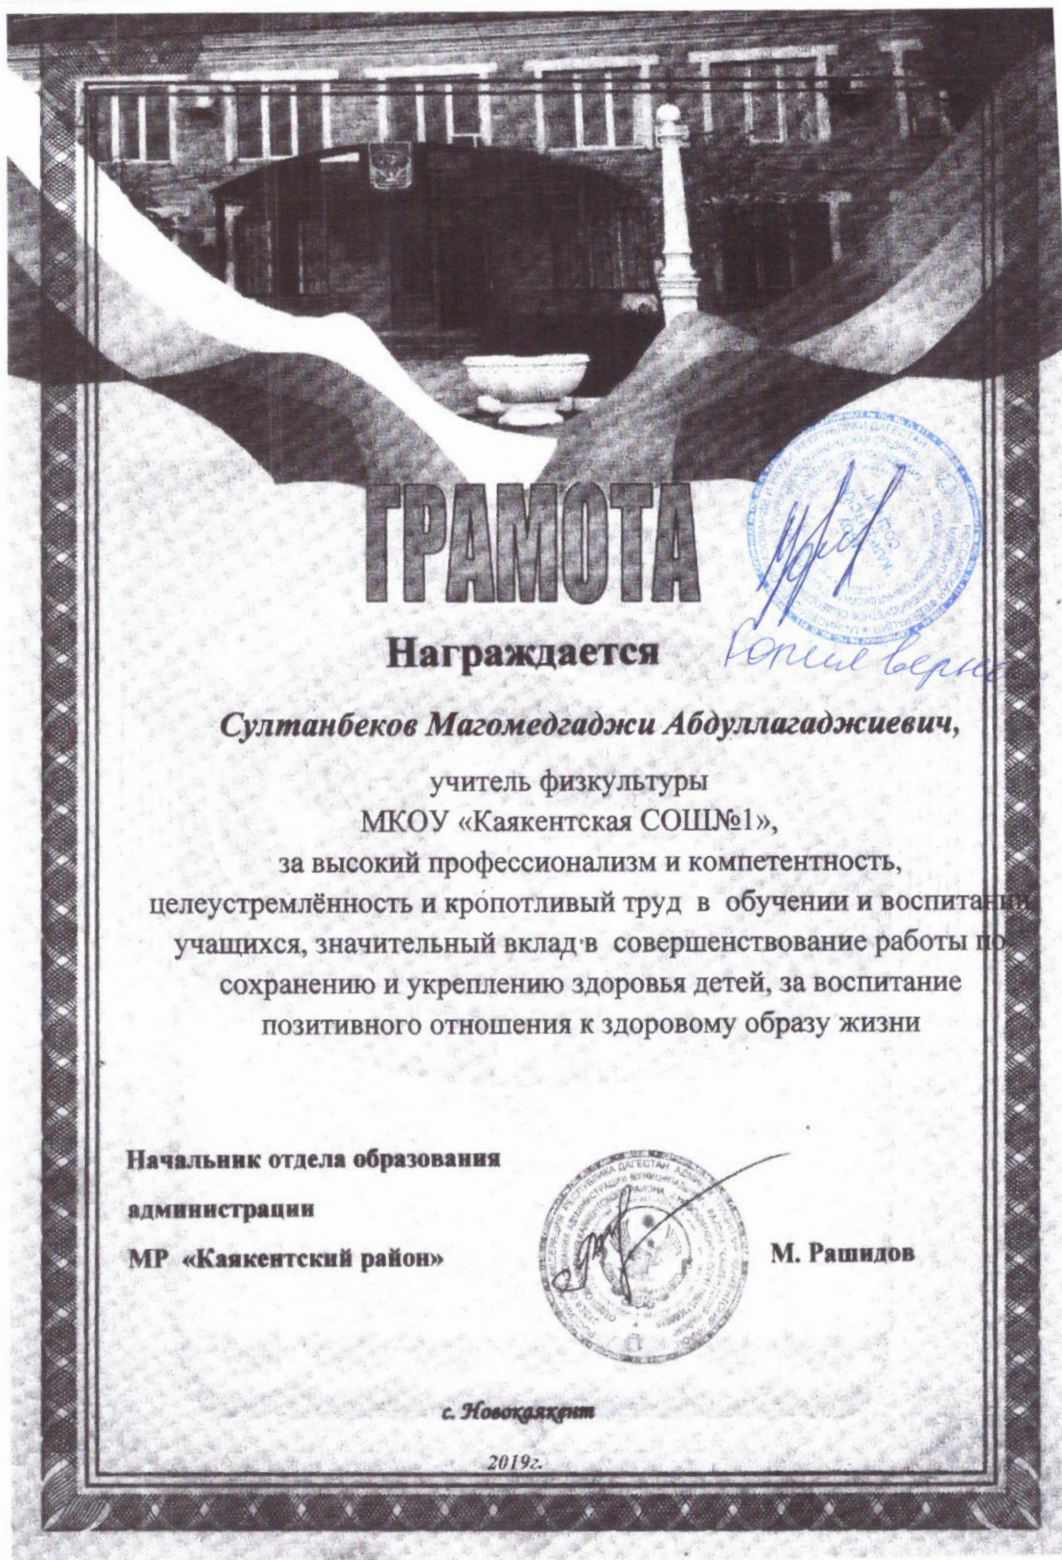 ГРАМОТА
Награждается
Копия верна
Султанбеков Магомедгаджи Абдуллагаджиевич,
учитель физкультуры
МКОУ «Каякентская СОШ№1»,
за высокий профессионализм и компетентность,
целеустремлённость и кропотливый труд в обучении и воспитании
учащихся, значительный вклад в совершенствование работы по
сохранению и укреплению здоровья детей, за воспитание
позитивного отношения к здоровому образу жизни
Начальник отдела образования
администрации
МР «Каякентский район»
М. Рашидов
с. Новокаякент
2019г.